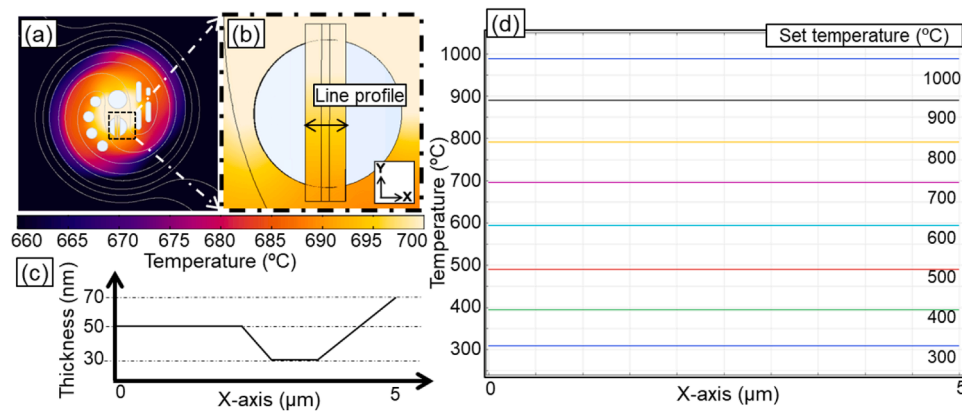 (a)
(b)
Line profile
Y
X
660 665 670 675 680 685 690 695 700
Temperature (ºC)
(c)
Thickness (nm)
70
50
30
0
5
X-axis (µm)
(d)
Set temperature (ºC)
Temperature (ºC)
1000
900
800
700
600
500
400
300
1000
900
800
700
600
500
400
300
0
5
X-axis (µm)